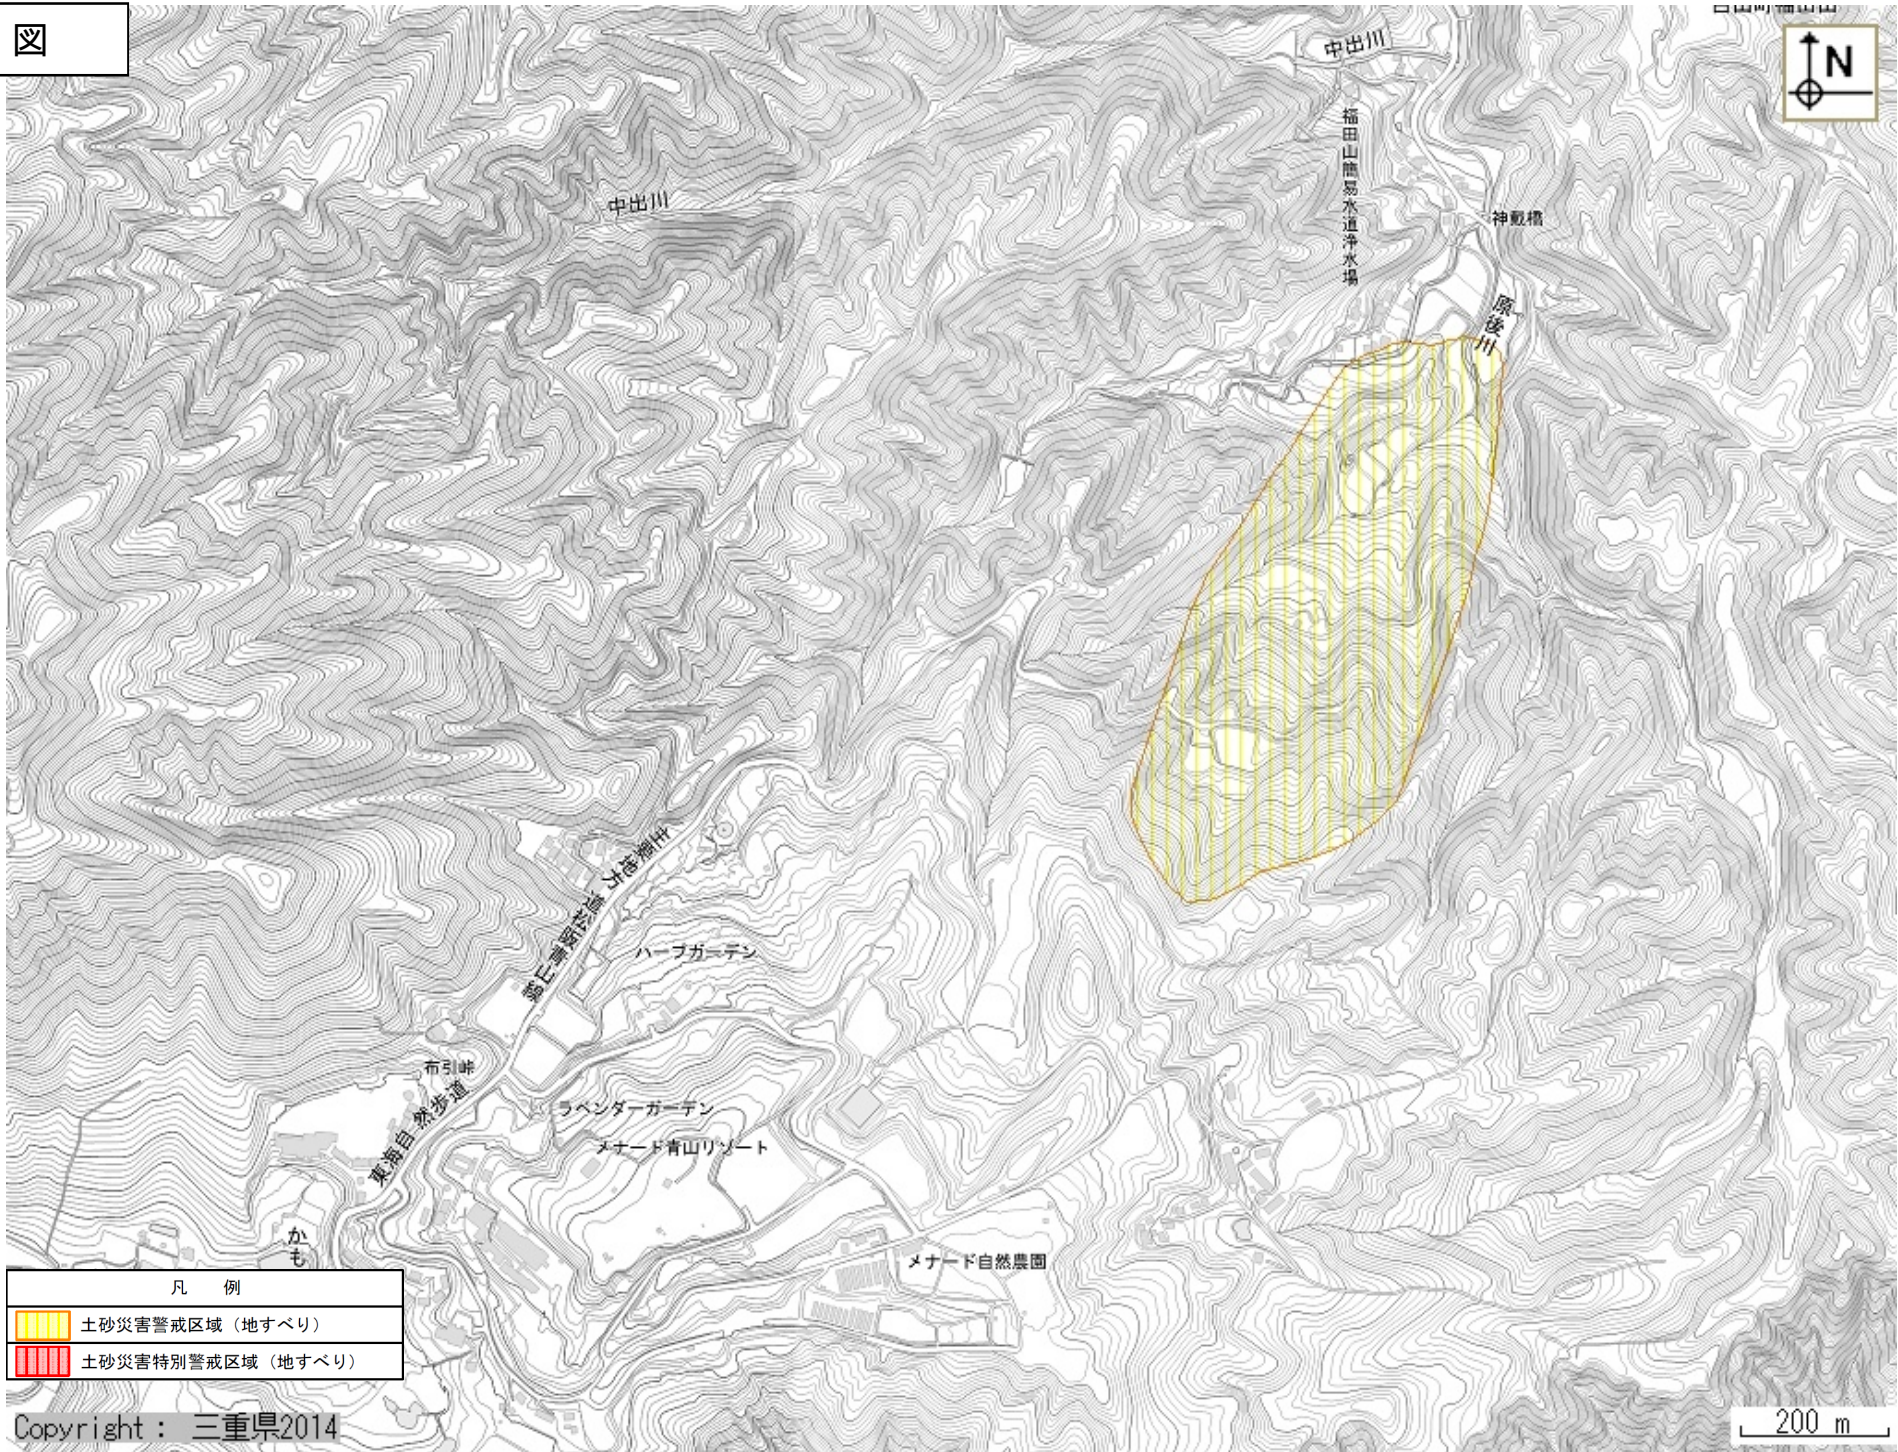 図
中出川
N
福田山簡易水道浄水場
中出川
神戴橋
原後川
主要地方道松阪青山線
ハーブガーデン
布引峠
東海自然歩道
ラベンダーガーデン
メナード青山リゾート
かも
メナード自然農園
凡 例
土砂災害警戒区域（地すべり）
土砂災害特別警戒区域（地すべり）
Copyright： 三重県2014
200 m